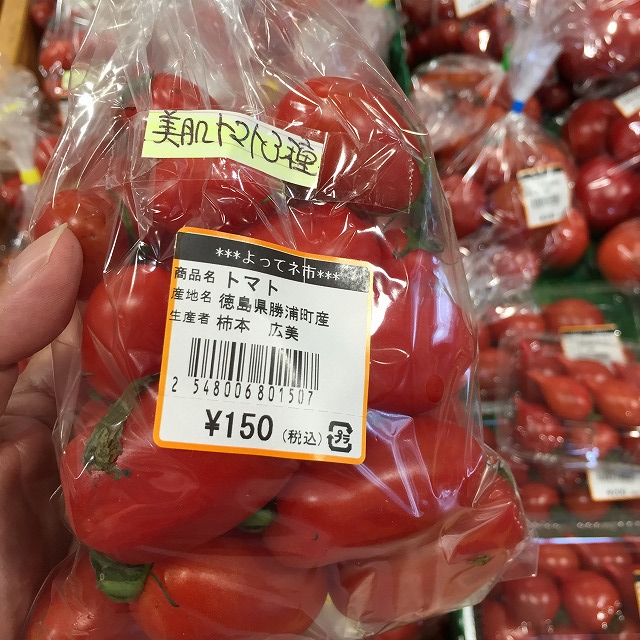 美肌トマト3種
***よってネ市***
商品名 トマト
産地名 徳島県勝浦町産
生産者 柿本 広美
2 548006 801507
¥150(税込) プラ